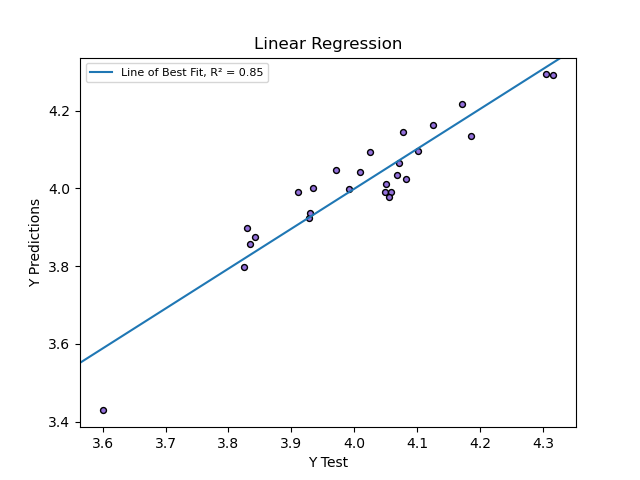 Linear Regression
Line of Best Fit, R² = 0.85
Y Predictions
4.2
4.0
3.8
3.6
3.4
3.6 3.7 3.8 3.9 4.0 4.1 4.2 4.3
Y Test